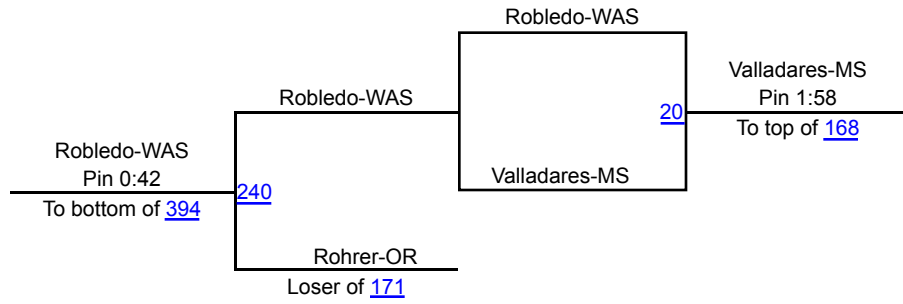 Robledo-WAS
Valladares-MS
Pin 1:58
Robledo-WAS
20
To top of 168
Robledo-WAS
Pin 0:42
Valladares-MS
240
To bottom of 394
Rohrer-OR
Loser of 171